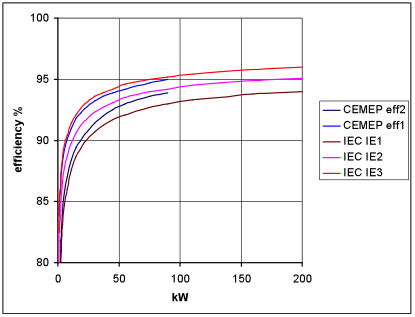 100
95
90
85
80
efficiency %
0
50
100
150
200
kW
CEMEP eff2
CEMEP eff1
IEC IE1
IEC IE2
IEC IE3